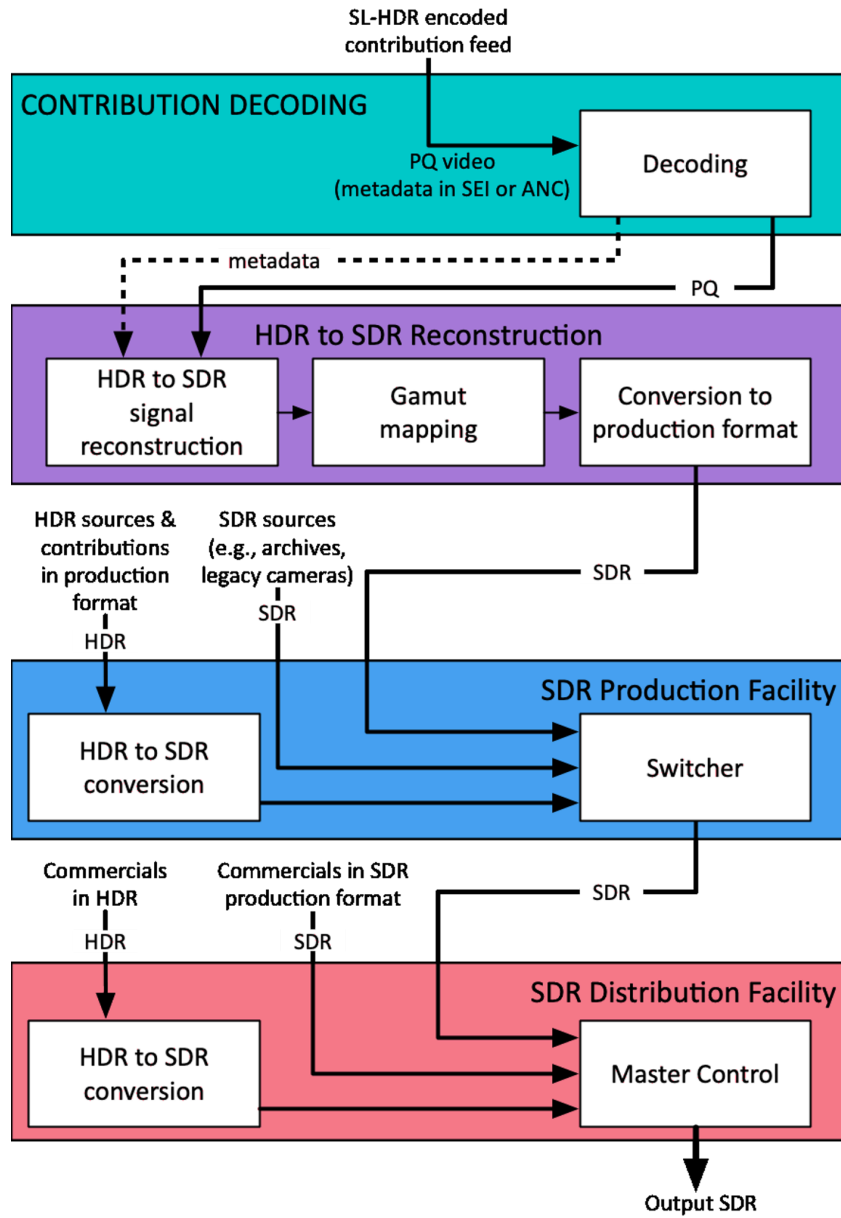 SL-HDR encoded
contribution feed
CONTRIBUTION DECODING
PQ video
(metadata in SEI or ANC)
Decoding
metadata
PQ
HDR to SDR Reconstruction
HDR to SDR
signal
reconstruction
Gamut
mapping
Conversion to
production format
HDR sources &
contributions
in production
format
HDR
SDR sources
(e.g., archives,
legacy cameras)
SDR
SDR
SDR Production Facility
HDR to SDR
conversion
Switcher
Commercials
in HDR
HDR
Commercials in SDR
production format
SDR
SDR
SDR Distribution Facility
HDR to SDR
conversion
Master Control
Output SDR